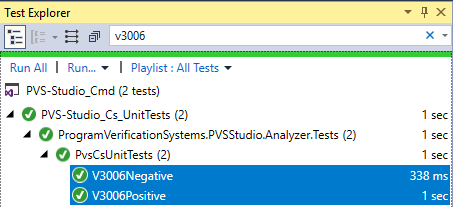 Test Explorer
v3006
Run All | Run... | Playlist : All Tests
PVS-Studio_Cmd (2 tests)
PVS-Studio_Cs_UnitTests (2) 1 sec
ProgramVerificationSystems.PVSStudio.Analyzer.Tests (2) 1 sec
PvsCsUnitTests (2) 1 sec
V3006Negative 338 ms
V3006Positive 1 sec